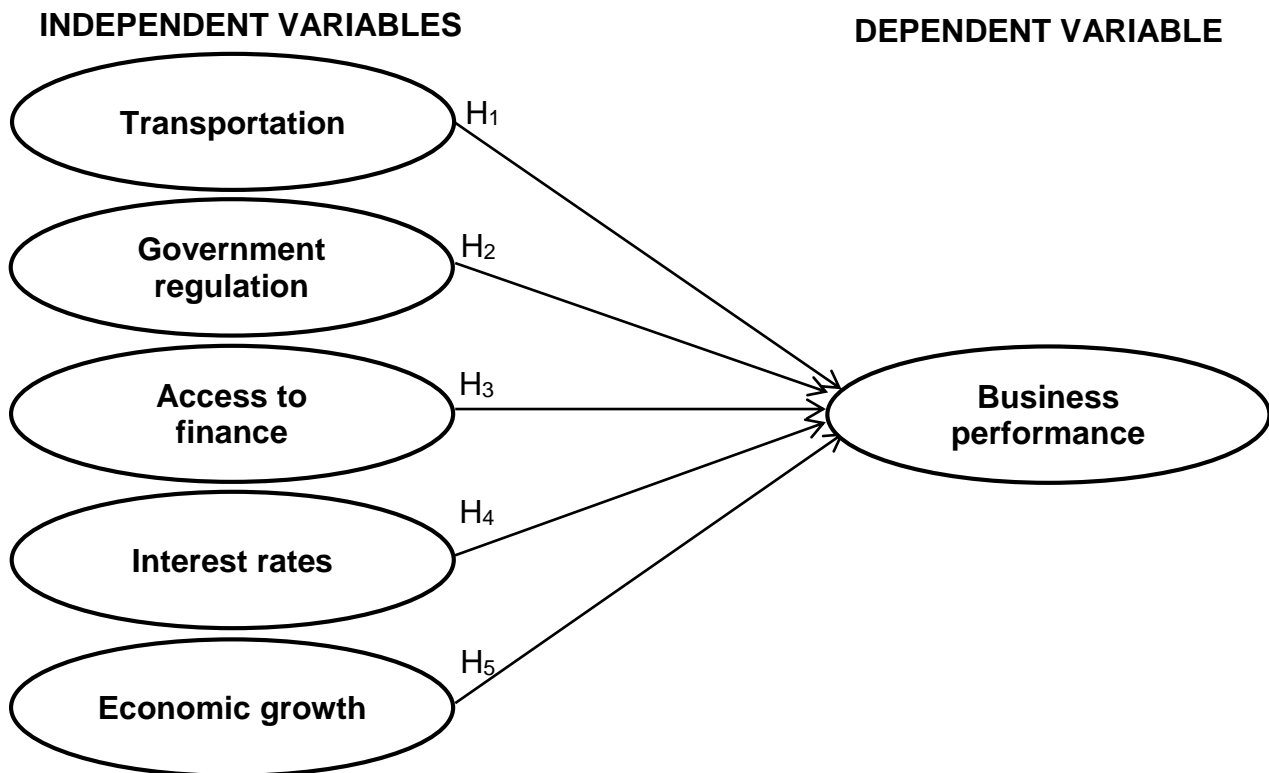 INDEPENDENT VARIABLES
DEPENDENT VARIABLE
Transportation
H₁
Government
regulation
H₂
Access to
finance
H₃
Interest rates
H₄
Economic growth
H₅
Business
performance